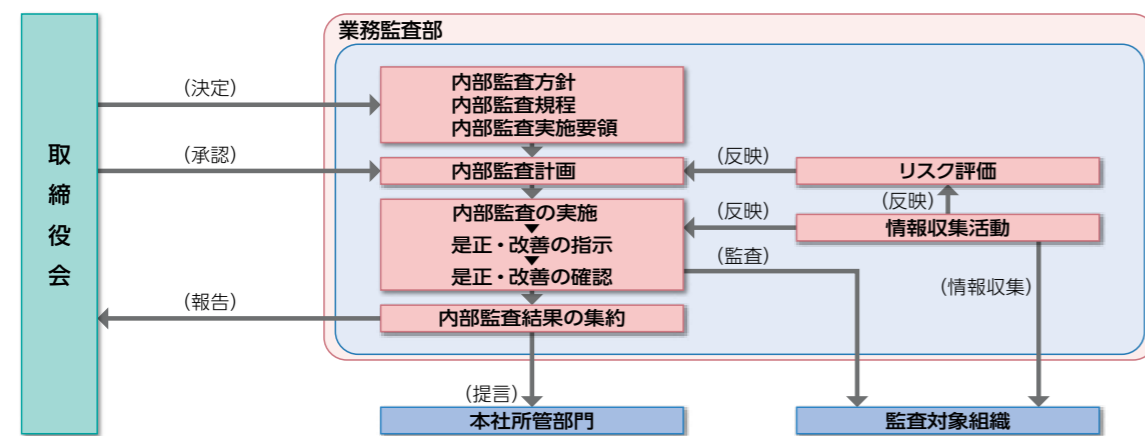 業務監査部
取締役会
(決定)
内部監査方針
内部監査規程
内部監査実施要領
(承認)
内部監査計画
(反映)
リスク評価
(反映)
内部監査の実施
是正・改善の指示
是正・改善の確認
(反映)
情報収集活動
(監査)
(情報収集)
(報告)
内部監査結果の集約
(提言)
本社所管部門
監査対象組織